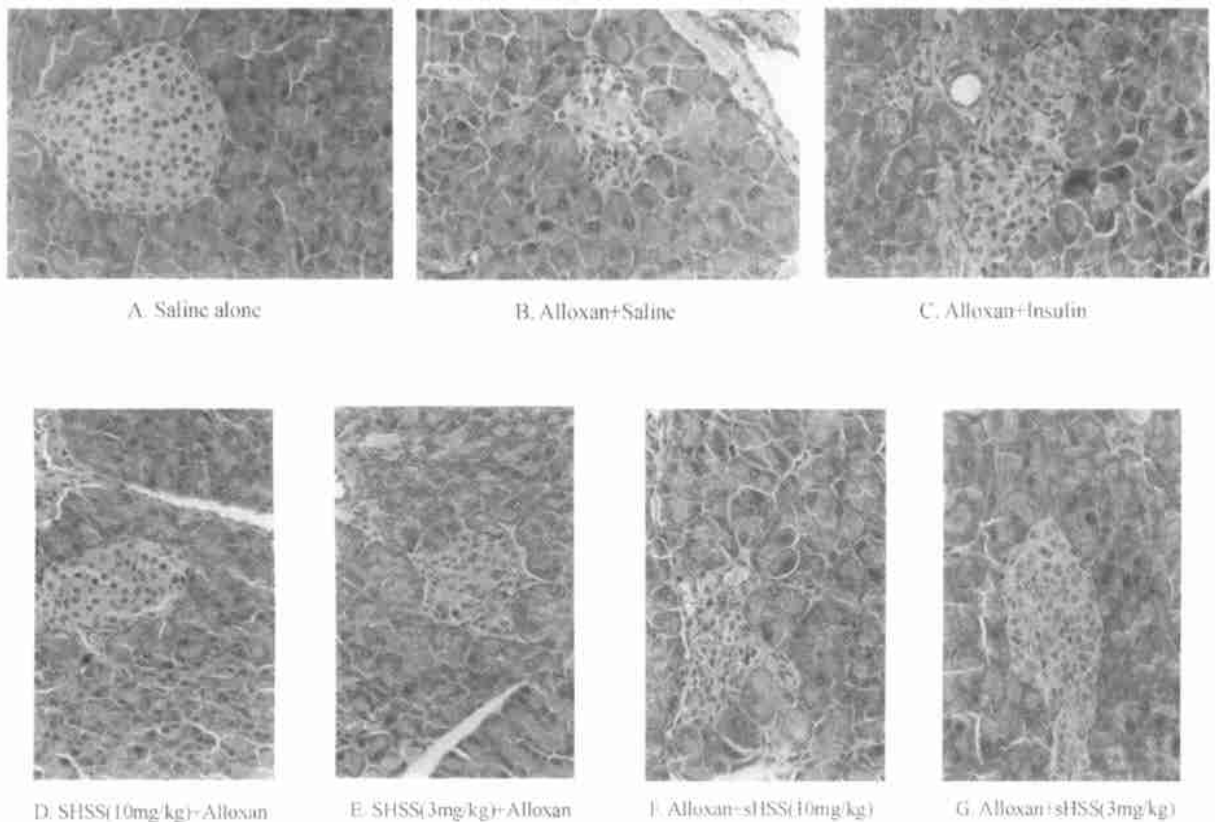 A. Saline alone
B. Alloxan+Saline
C. Alloxan+Insulin
D. SHSS(10mg/kg)+Alloxan
E. SHSS(3mg/kg)+Alloxan
F. Alloxan+sHSS(10mg/kg)
G. Alloxan+sHSS(3mg/kg)